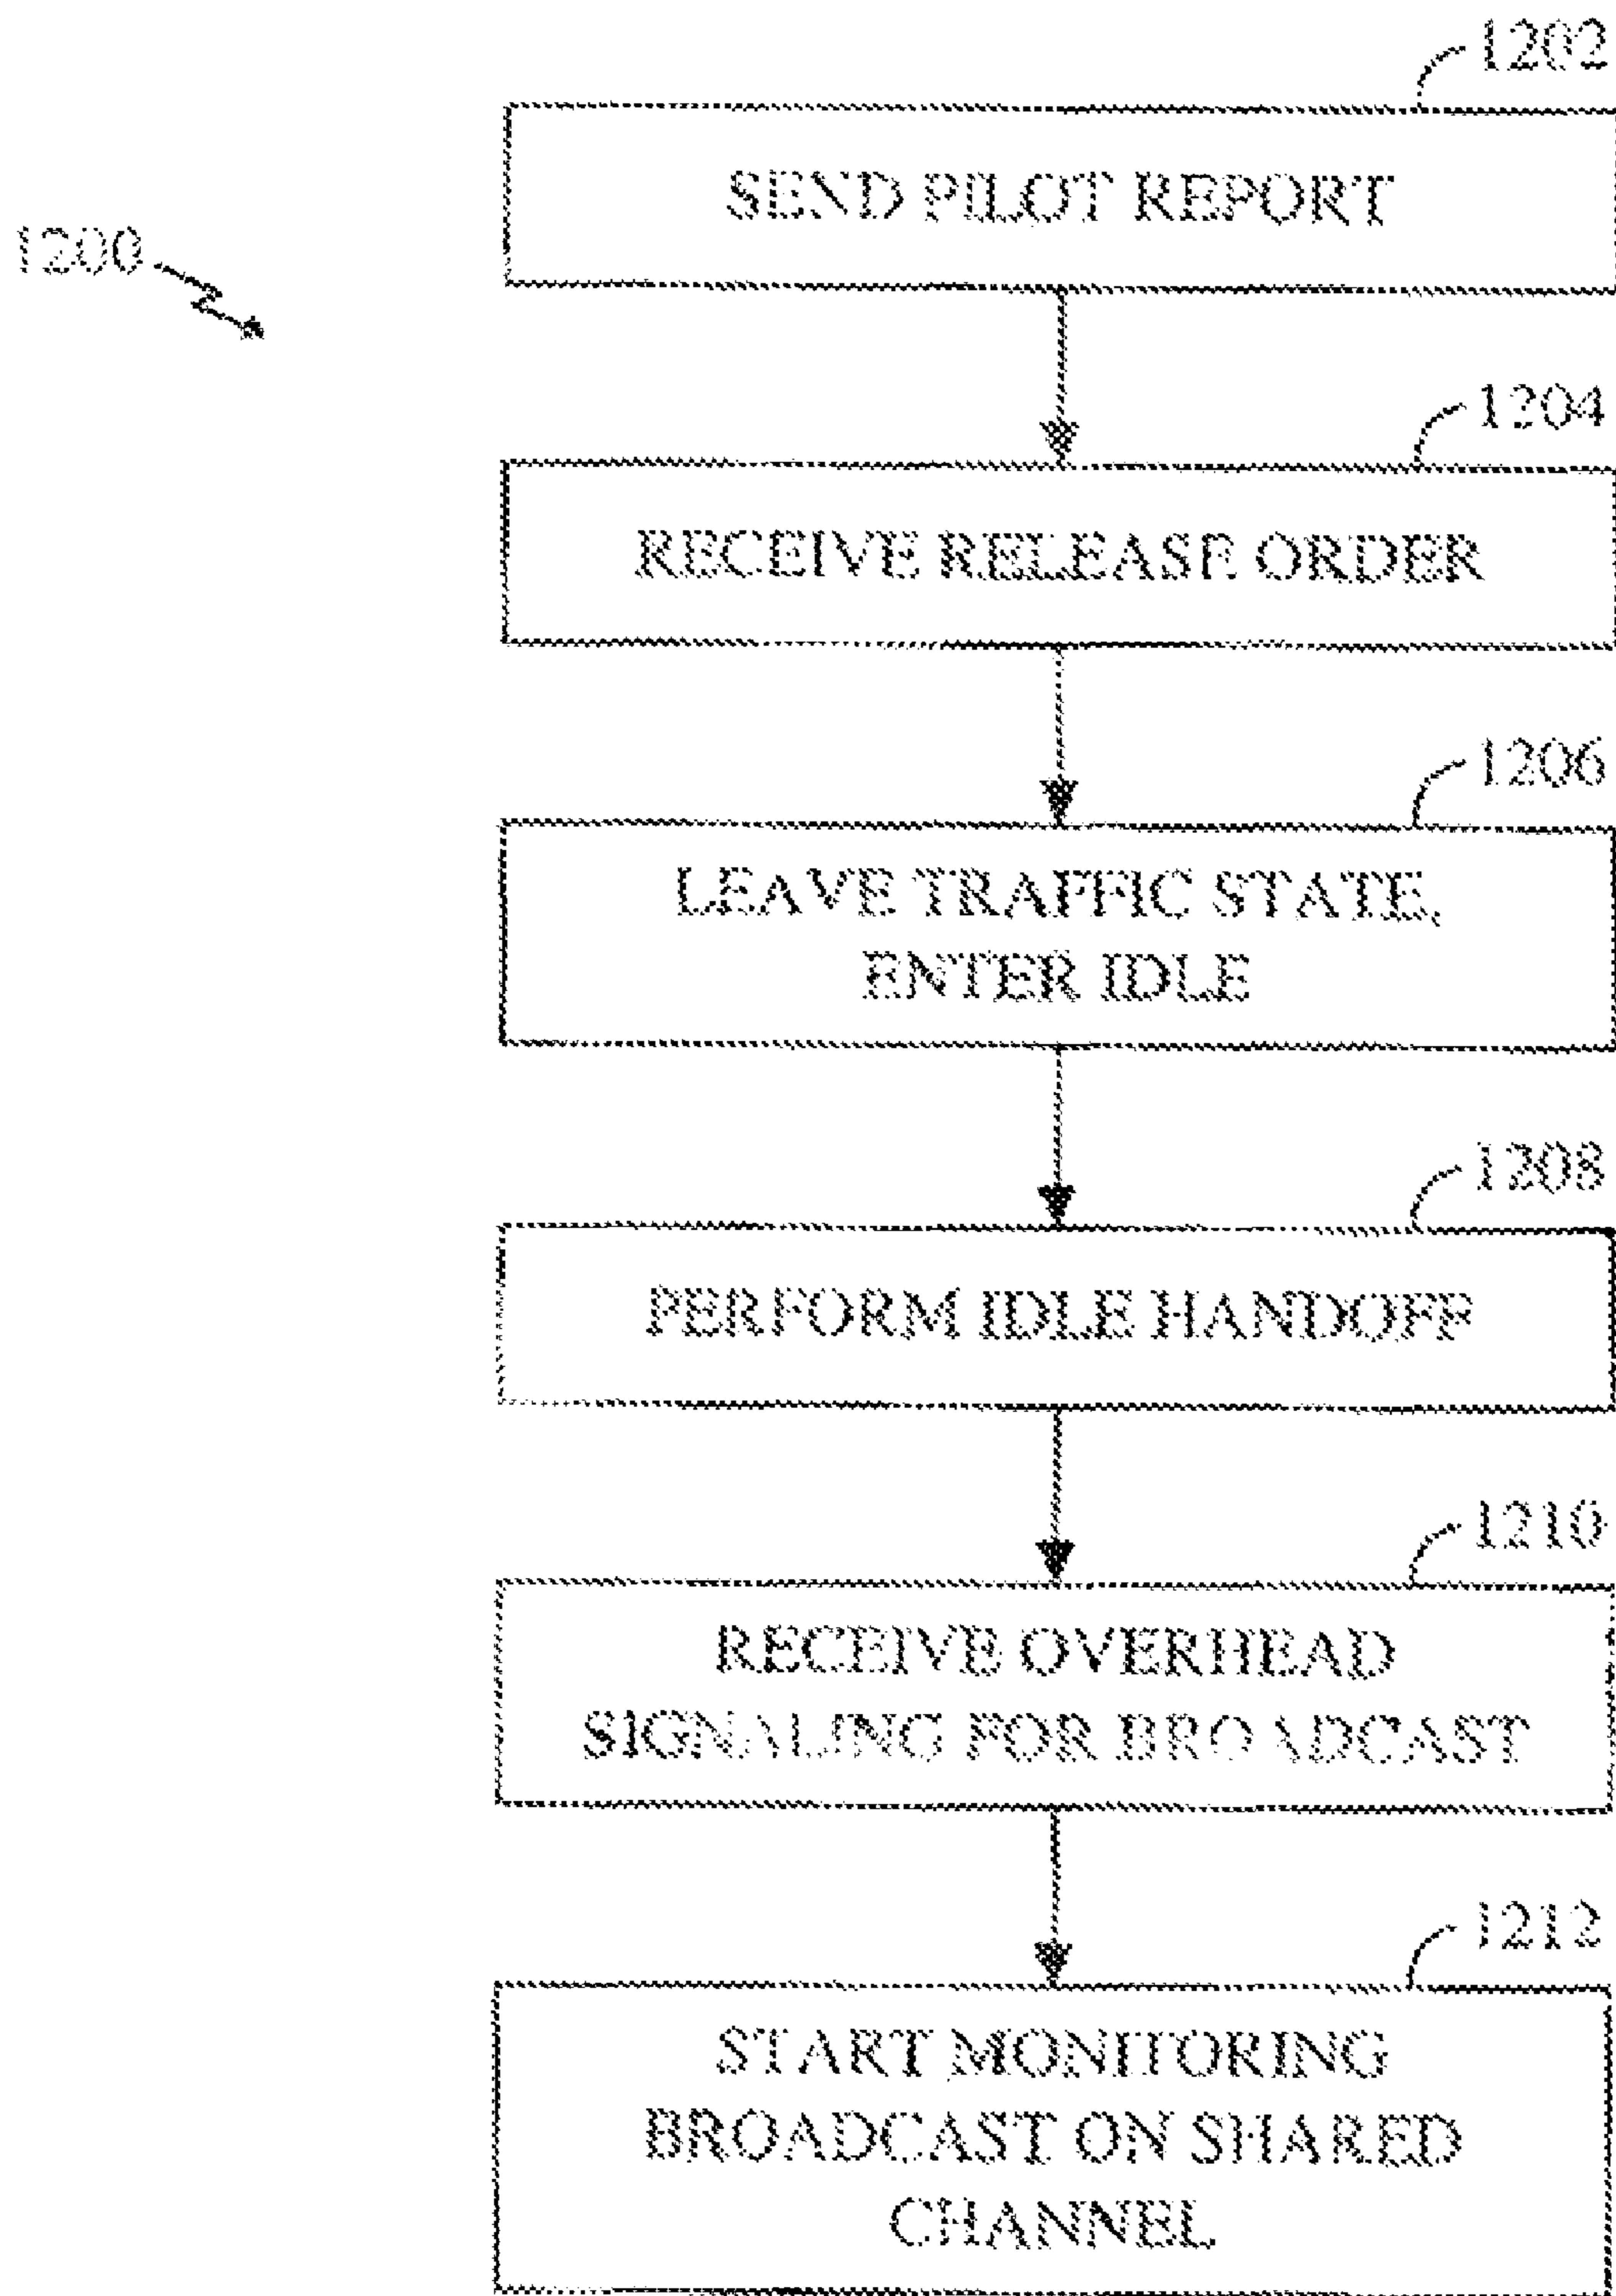 1202
SEND PILOT REPORT
1200
1204
RECEIVE RELEASE ORDER
1206
LEAVE TRAFFIC STATE,
ENTER IDLE
1208
PERFORM IDLE HANDOFF
1210
RECEIVE OVERHEAD
SIGNALING FOR BROADCAST
1212
START MONITORING
BROADCAST ON SHARED
CHANNEL